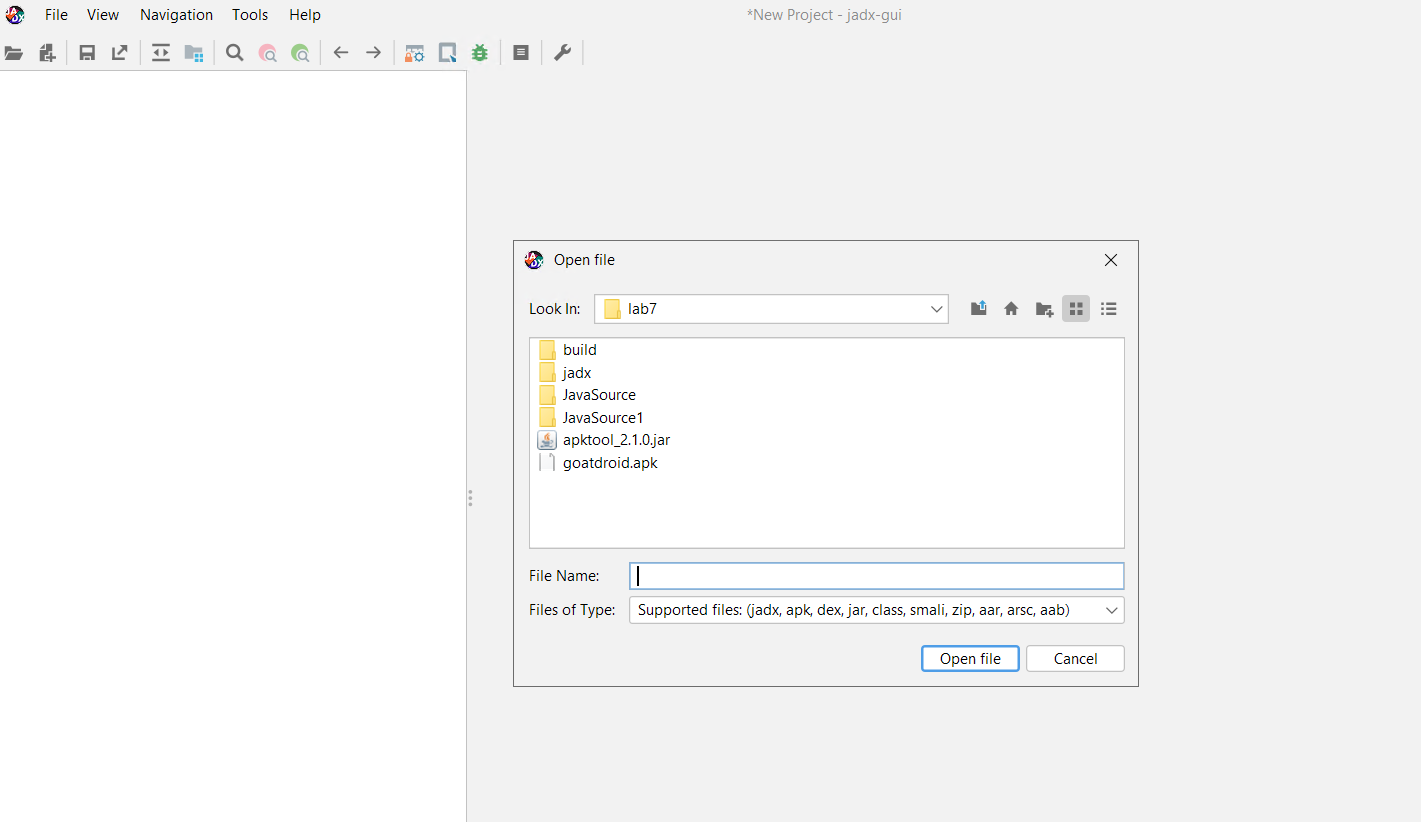 File View Navigation Tools Help *New Project - jadx-gui
Open file
Look In: lab7
build
jadx
JavaSource
JavaSource1
apktool_2.1.0.jar
goatdroid.apk
File Name:
Files of Type: Supported files: (jadx, apk, dex, jar, class, smali, zip, aar, arsc, aab)
Open file Cancel